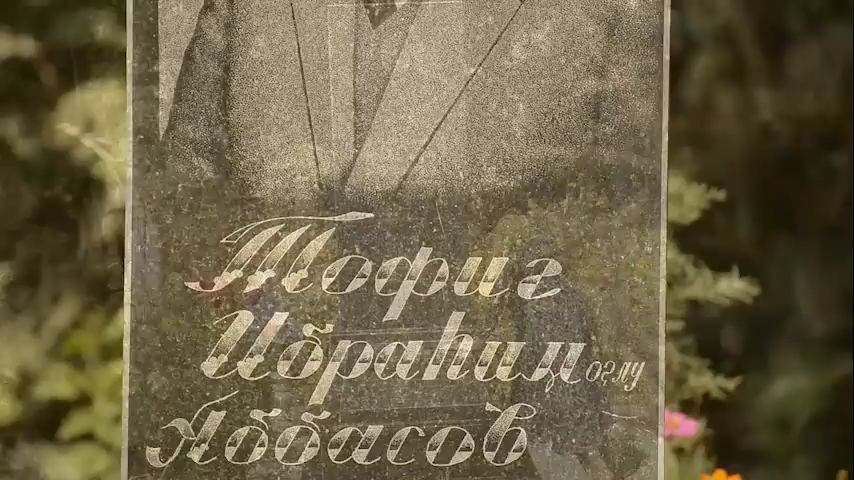 Тофиг
Ибраһим оглу
Аббасов